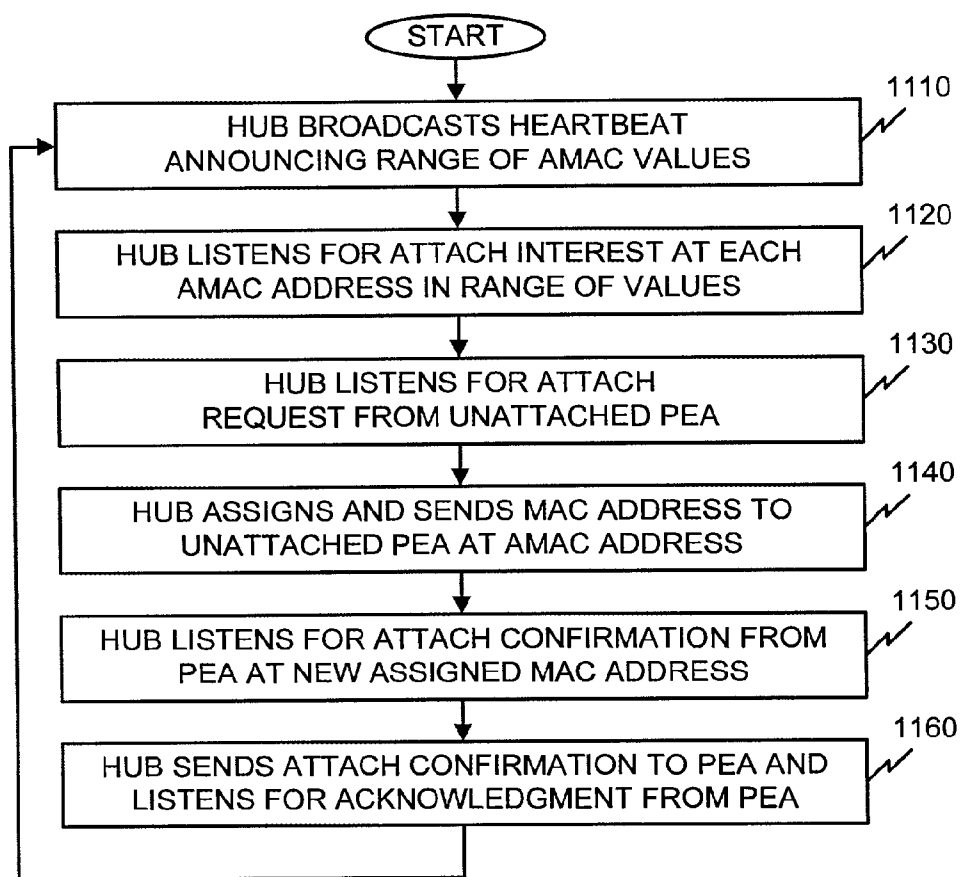 START
1110
HUB BROADCASTS HEARTBEAT
ANNOUNCING RANGE OF AMAC VALUES
1120
HUB LISTENS FOR ATTACH INTEREST AT EACH
AMAC ADDRESS IN RANGE OF VALUES
1130
HUB LISTENS FOR ATTACH
REQUEST FROM UNATTACHED PEA
1140
HUB ASSIGNS AND SENDS MAC ADDRESS TO
UNATTACHED PEA AT AMAC ADDRESS
1150
HUB LISTENS FOR ATTACH CONFIRMATION FROM
PEA AT NEW ASSIGNED MAC ADDRESS
1160
HUB SENDS ATTACH CONFIRMATION TO PEA AND
LISTENS FOR ACKNOWLEDGMENT FROM PEA